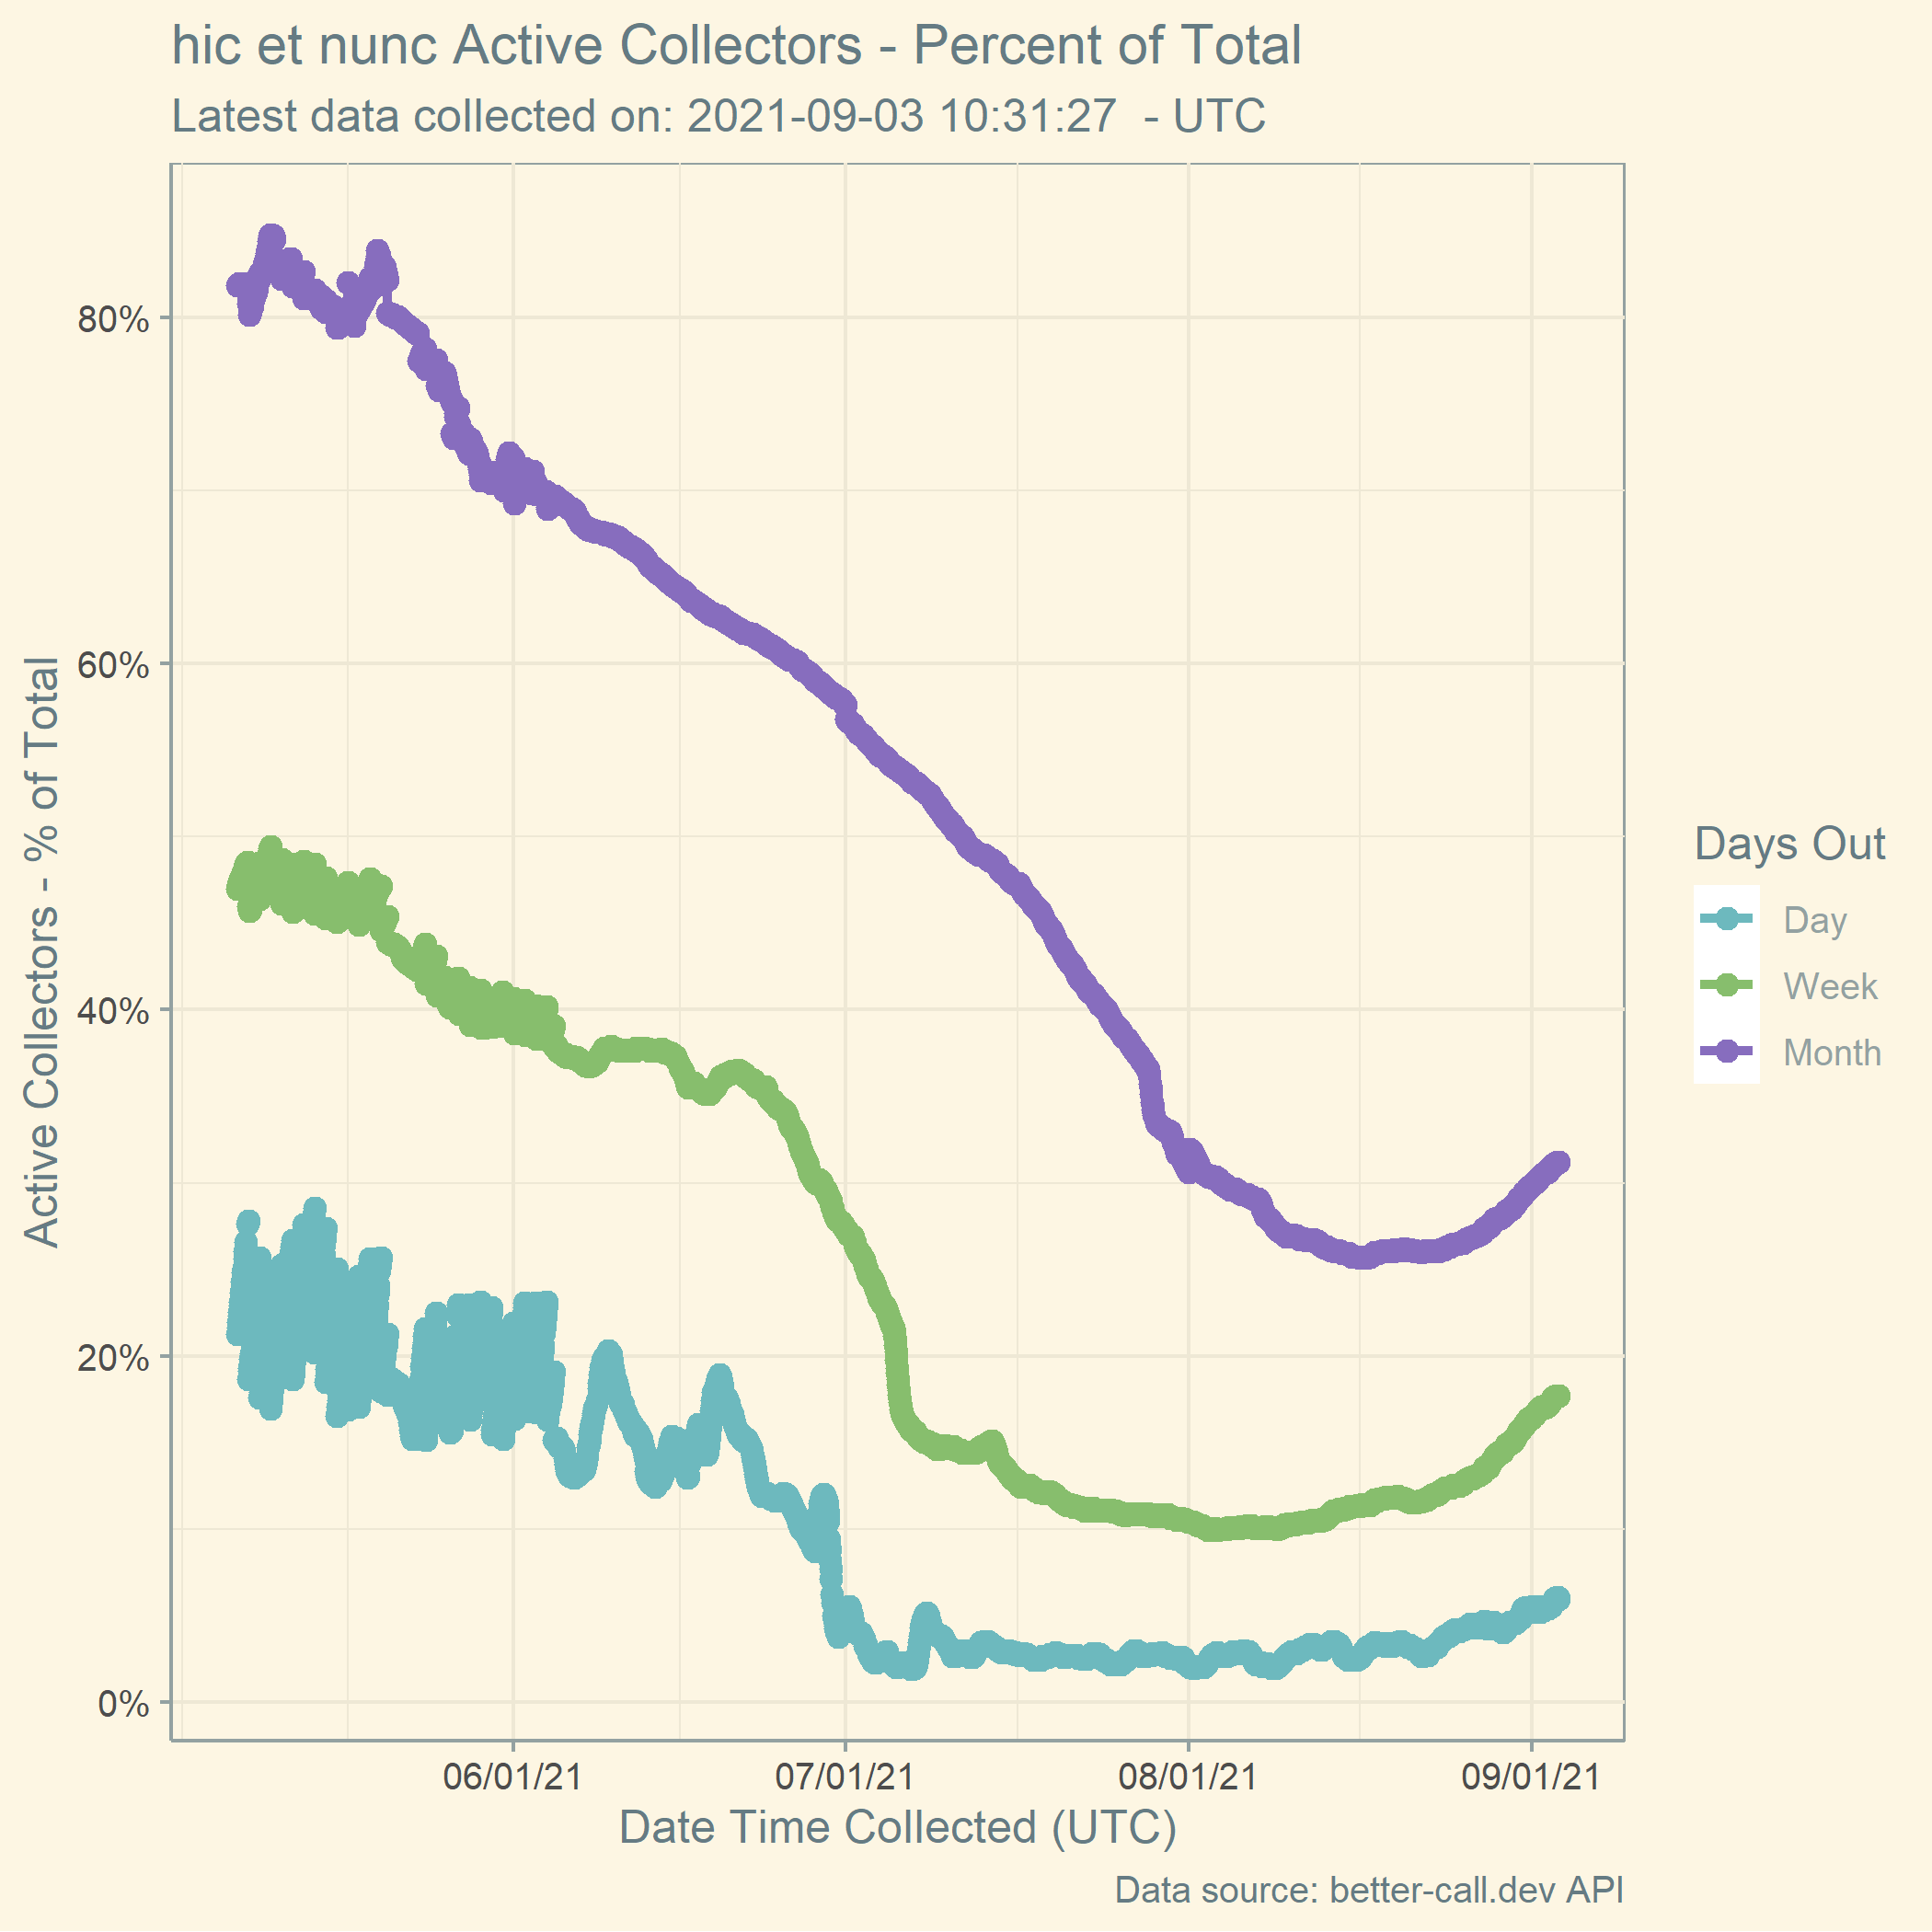 hic et nunc Active Collectors - Percent of Total
Latest data collected on: 2021-09-03 10:31:27  - UTC
Active Collectors - % of Total
80%
60%
40%
20%
0%
06/01/21
07/01/21
08/01/21
09/01/21
Date Time Collected (UTC)
Days Out
Day
Week
Month
Data source: better-call.dev API